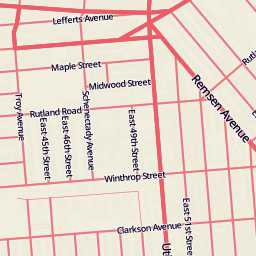 Lefferts Avenue
Maple Street
Midwood Street
Remsen Avenue
Troy Avenue
Rutland Road
Schenectady Avenue
East 45th Street
East 46th Street
East 49th Street
Winthrop Street
East 51st Street
Clarkson Avenue